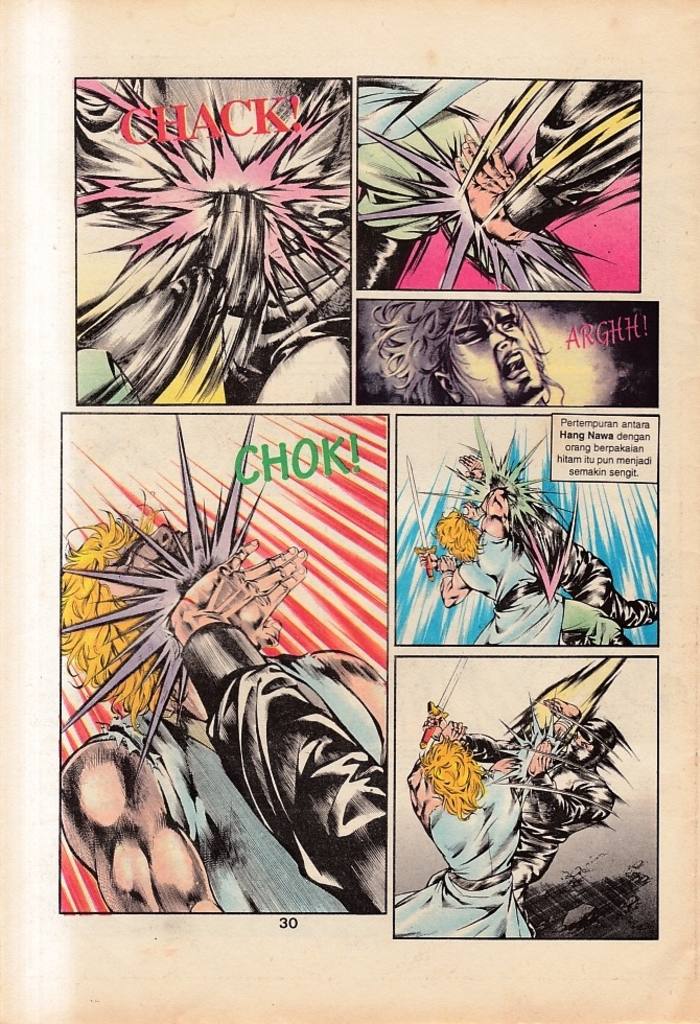 CHACK!
ARGHH!
CHOK!
Pertempuran antara
Hang Nawa dengan
orang berpakaian
hitam itu pun menjadi
semakin sengit.
30